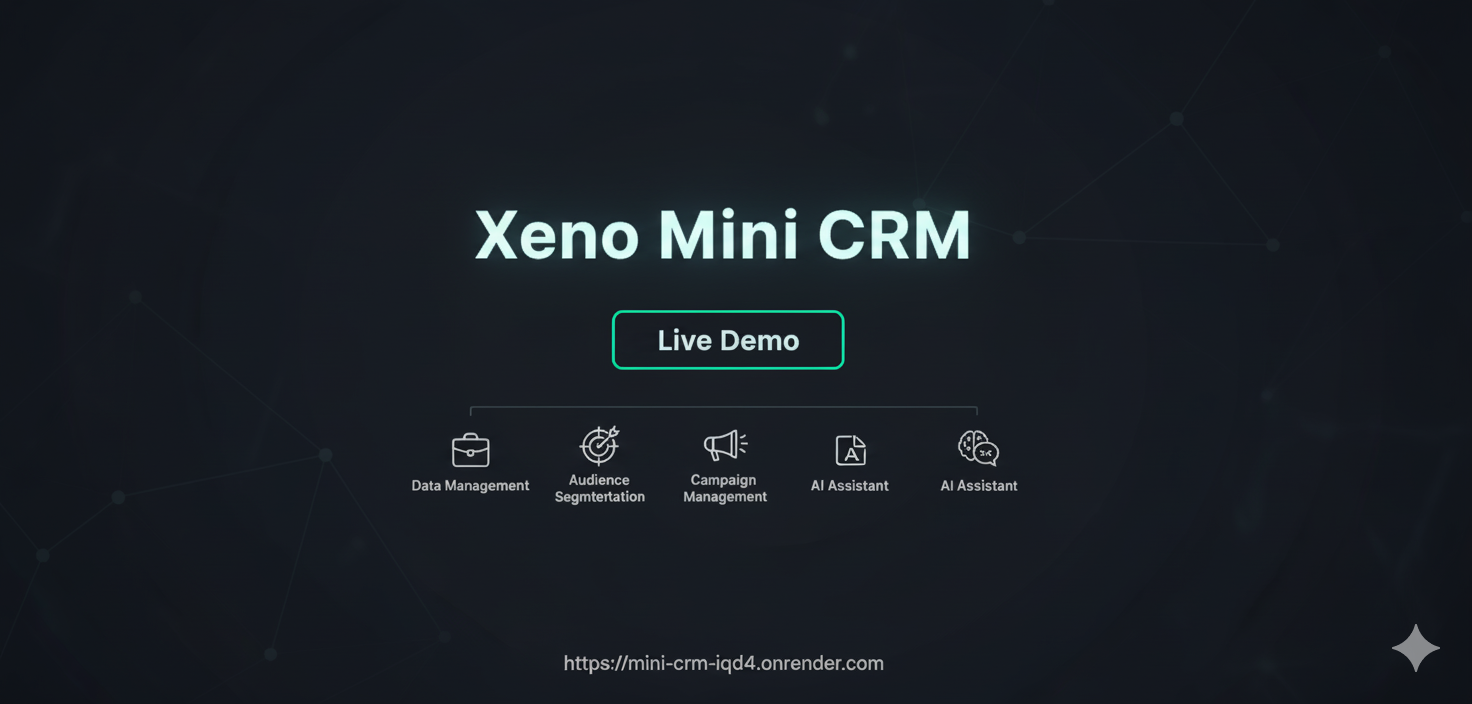 Xeno Mini CRM
Live Demo
Data Management
Audience
Segmtertation
Campaign
Management
AI Assistant
AI Assistant
https://mini-crm-iqd4.onrender.com